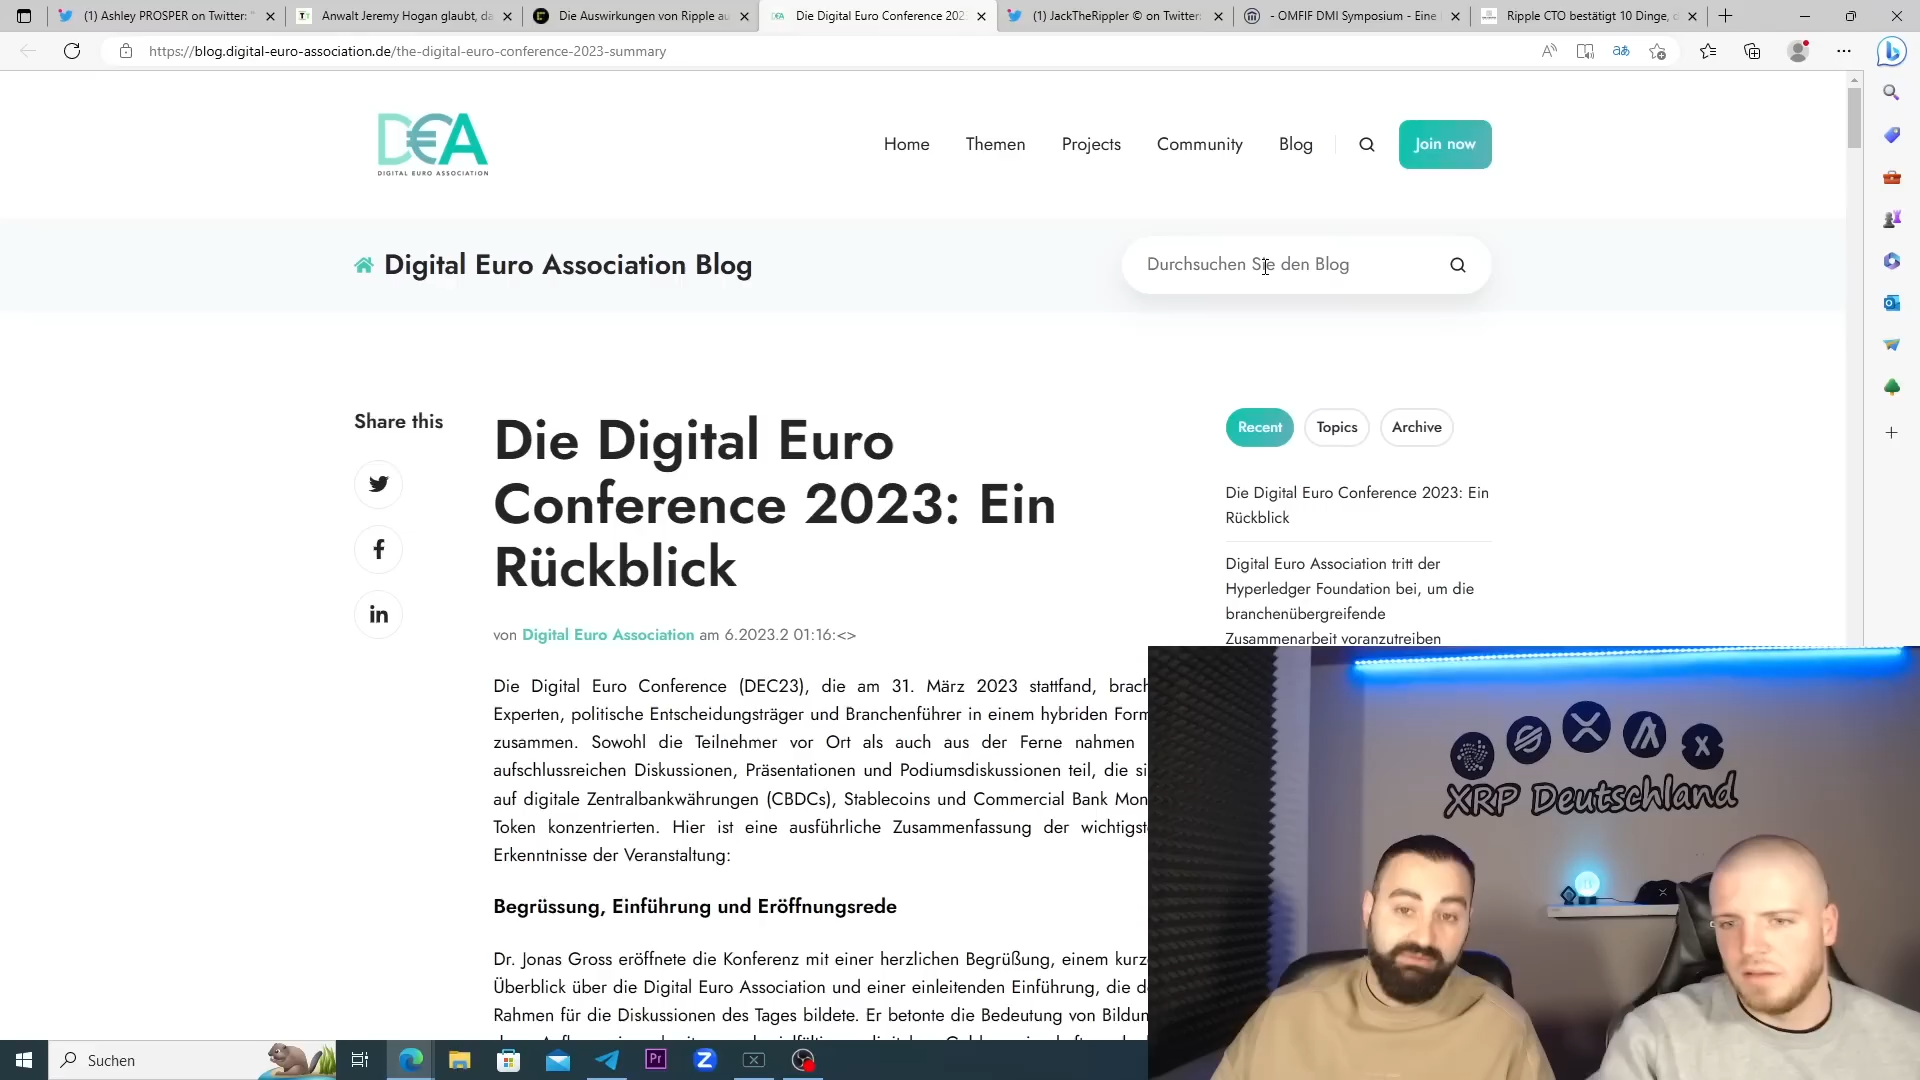 (1) Ashley PROSPER on Twitter: "
Anwalt Jeremy Hogan glaubt, da
Die Auswirkungen von Ripple au
Die Digital Euro Conference 202
(1) JackTheRippler © on Twitter
- OMFIF DMI Symposium - Eine
Ripple CTO bestätigt 10 Dinge, d
https://blog.digital-euro-association.de/the-digital-euro-conference-2023-summary
D€A
DIGITAL EURO ASSOCIATION
Home
Themen
Projects
Community
Blog
Join now
Digital Euro Association Blog
Durchsuchen Sie den Blog
Share this
Die Digital Euro
Conference 2023: Ein
Rückblick
von Digital Euro Association am 6.2023.2 01:16:<>
Die Digital Euro Conference (DEC23), die am 31. März 2023 stattfand, brach
Experten, politische Entscheidungsträger und Branchenführer in einem hybriden Form
zusammen. Sowohl die Teilnehmer vor Ort als auch aus der Ferne nahmen
aufschlussreichen Diskussionen, Präsentationen und Podiumsdiskussionen teil, die si
auf digitale Zentralbankwährungen (CBDCs), Stablecoins und Commercial Bank Mon
Token konzentrierten. Hier ist eine ausführliche Zusammenfassung der wichtigst
Erkenntnisse der Veranstaltung:
Begrüssung, Einführung und Eröffnungsrede
Dr. Jonas Gross eröffnete die Konferenz mit einer herzlichen Begrüßung, einem kurz
Überblick über die Digital Euro Association und einer einleitenden Einführung, die d
Rahmen für die Diskussionen des Tages bildete. Er betonte die Bedeutung von Bildun
Recent
Topics
Archive
Die Digital Euro Conference 2023: Ein
Rückblick
Digital Euro Association tritt der
Hyperledger Foundation bei, um die
branchenübergreifende
Zusammenarbeit voranzutreiben
XRP Deutschland
Suchen